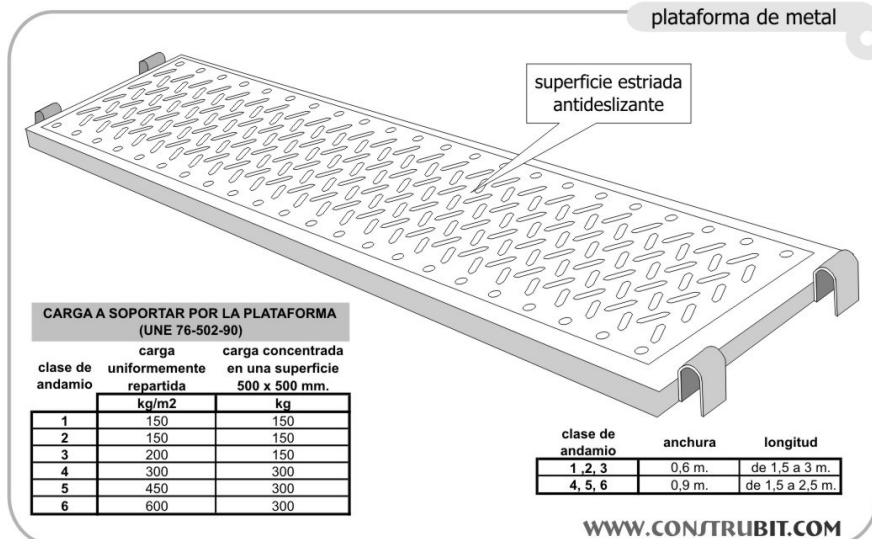 plataforma de metal
superficie estriada
antideslizante
CARGA A SOPORTAR POR LA PLATAFORMA
(UNE 76-502-90)
clase de andamio carga uniformemente repartida carga concentrada en una superficie 500 x 500 mm.
kg/m2 kg
1 150 150
2 150 150
3 200 150
4 300 300
5 450 300
6 600 300
clase de andamio anchura longitud
1 ,2, 3 0,6 m. de 1,5 a 3 m.
4, 5, 6 0,9 m. de 1,5 a 2,5 m.
WWW.CONSTRUBIT.COM